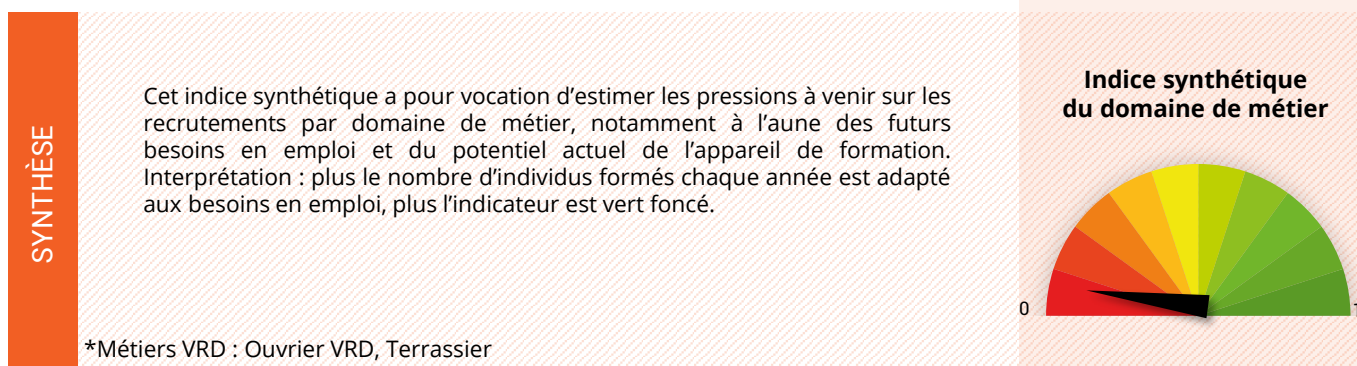 SYNTHÈSE
Cet indice synthétique a pour vocation d'estimer les pressions à venir sur les
recrutements par domaine de métier, notamment à l'aune des futurs
besoins en emploi et du potentiel actuel de l'appareil de formation.
Interprétation : plus le nombre d'individus formés chaque année est adapté
aux besoins en emploi, plus l'indicateur est vert foncé.
*Métiers VRD : Ouvrier VRD, Terrassier
Indice synthétique
du domaine de métier
0